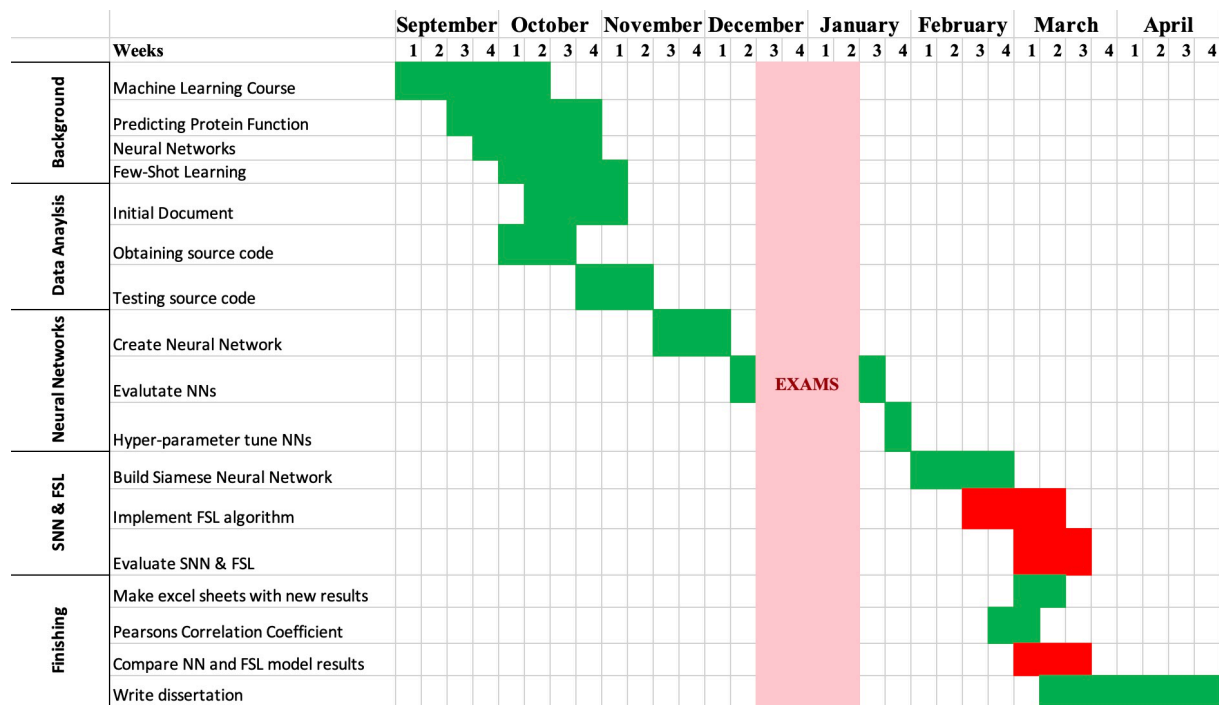 September October November December January February March April
Weeks 1 2 3 4 1 2 3 4 1 2 3 4 1 2 3 4 1 2 3 4 1 2 3 4 1 2 3 4 1 2 3 4
Background
Machine Learning Course
Predicting Protein Function
Neural Networks
Few-Shot Learning
Data Anaylsis
Initial Document
Obtaining source code
Testing source code
Neural Networks
Create Neural Network
Evalutate NNs
EXAMS
Hyper-parameter tune NNs
SNN & FSL
Build Siamese Neural Network
Implement FSL algorithm
Evaluate SNN & FSL
Finishing
Make excel sheets with new results
Pearsons Correlation Coefficient
Compare NN and FSL model results
Write dissertation